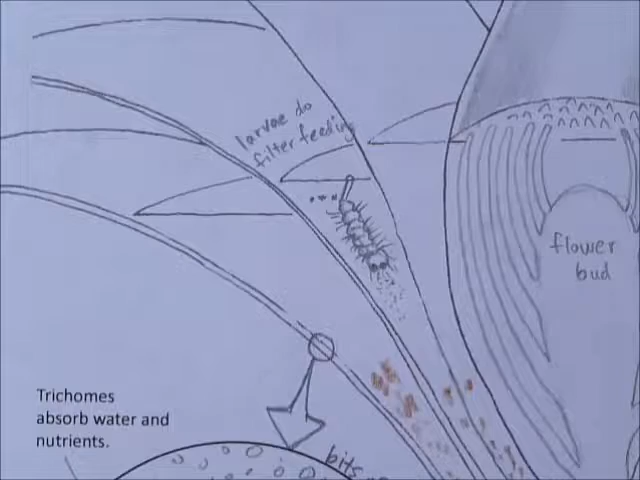 larvae do
filter feeding
flower
bud
Trichomes
absorb water and
nutrients.
bits